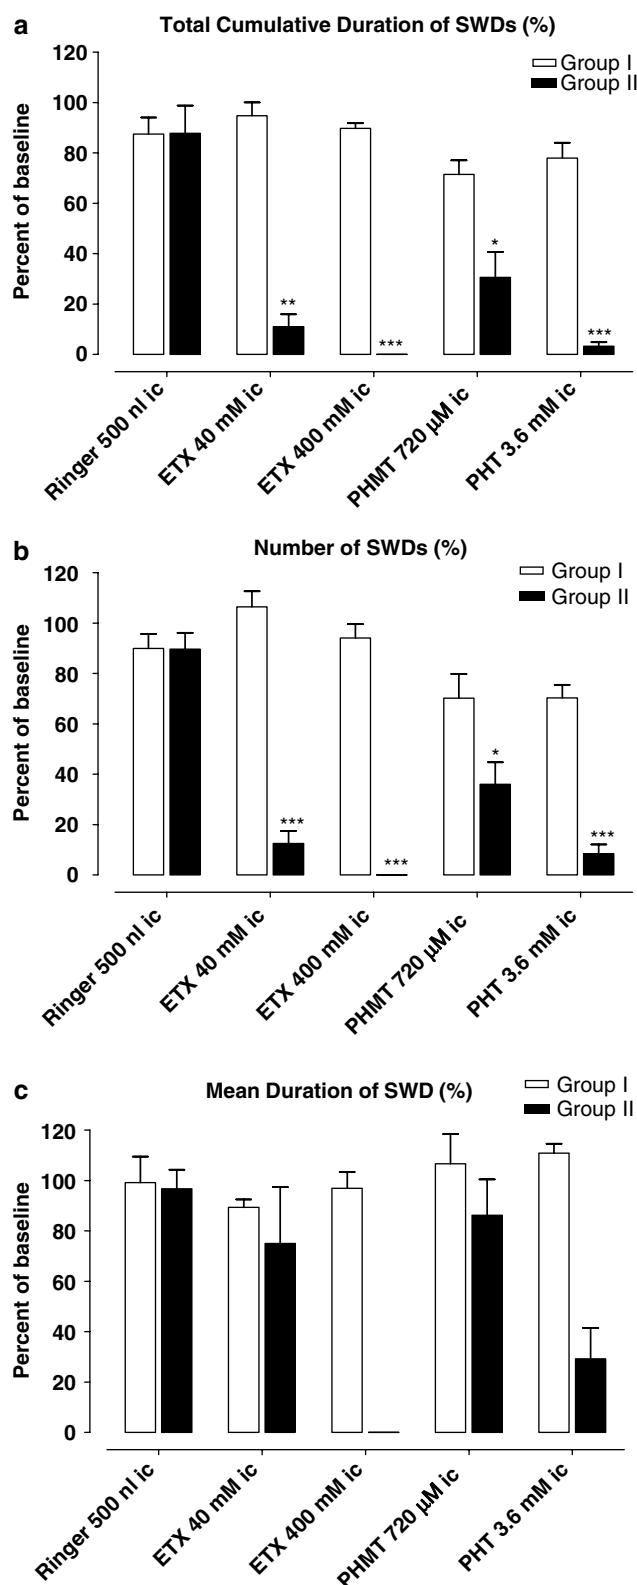 a
Total Cumulative Duration of SWDs (%)
Group I
Group II
Percent of baseline
120
100
80
60
40
20
0
**
***
*
***
Ringer 500 nl ic
ETX 40 mM ic
ETX 400 mM ic
PHMT 720 µM ic
PHT 3.6 mM ic
b
Number of SWDs (%)
Group I
Group II
Percent of baseline
120
100
80
60
40
20
0
***
***
*
***
Ringer 500 nl ic
ETX 40 mM ic
ETX 400 mM ic
PHMT 720 µM ic
PHT 3.6 mM ic
c
Mean Duration of SWD (%)
Group I
Group II
Percent of baseline
120
100
80
60
40
20
0
Ringer 500 nl ic
ETX 40 mM ic
ETX 400 mM ic
PHMT 720 µM ic
PHT 3.6 mM ic